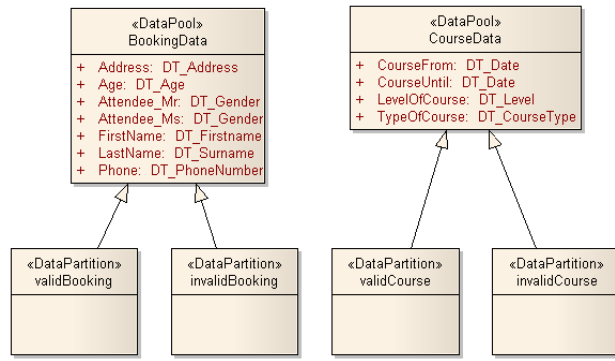 «DataPool»
BookingData
+ Address: DT_Address
+ Age: DT_Age
+ Attendee_Mr: DT_Gender
+ Attendee_Ms: DT_Gender
+ FirstName: DT_Firstname
+ LastName: DT_Surname
+ Phone: DT_PhoneNumber
«DataPool»
CourseData
+ CourseFrom: DT_Date
+ CourseUntil: DT_Date
+ LevelOfCourse: DT_Level
+ TypeOfCourse: DT_CourseType
«DataPartition»
validBooking
«DataPartition»
invalidBooking
«DataPartition»
validCourse
«DataPartition»
invalidCourse